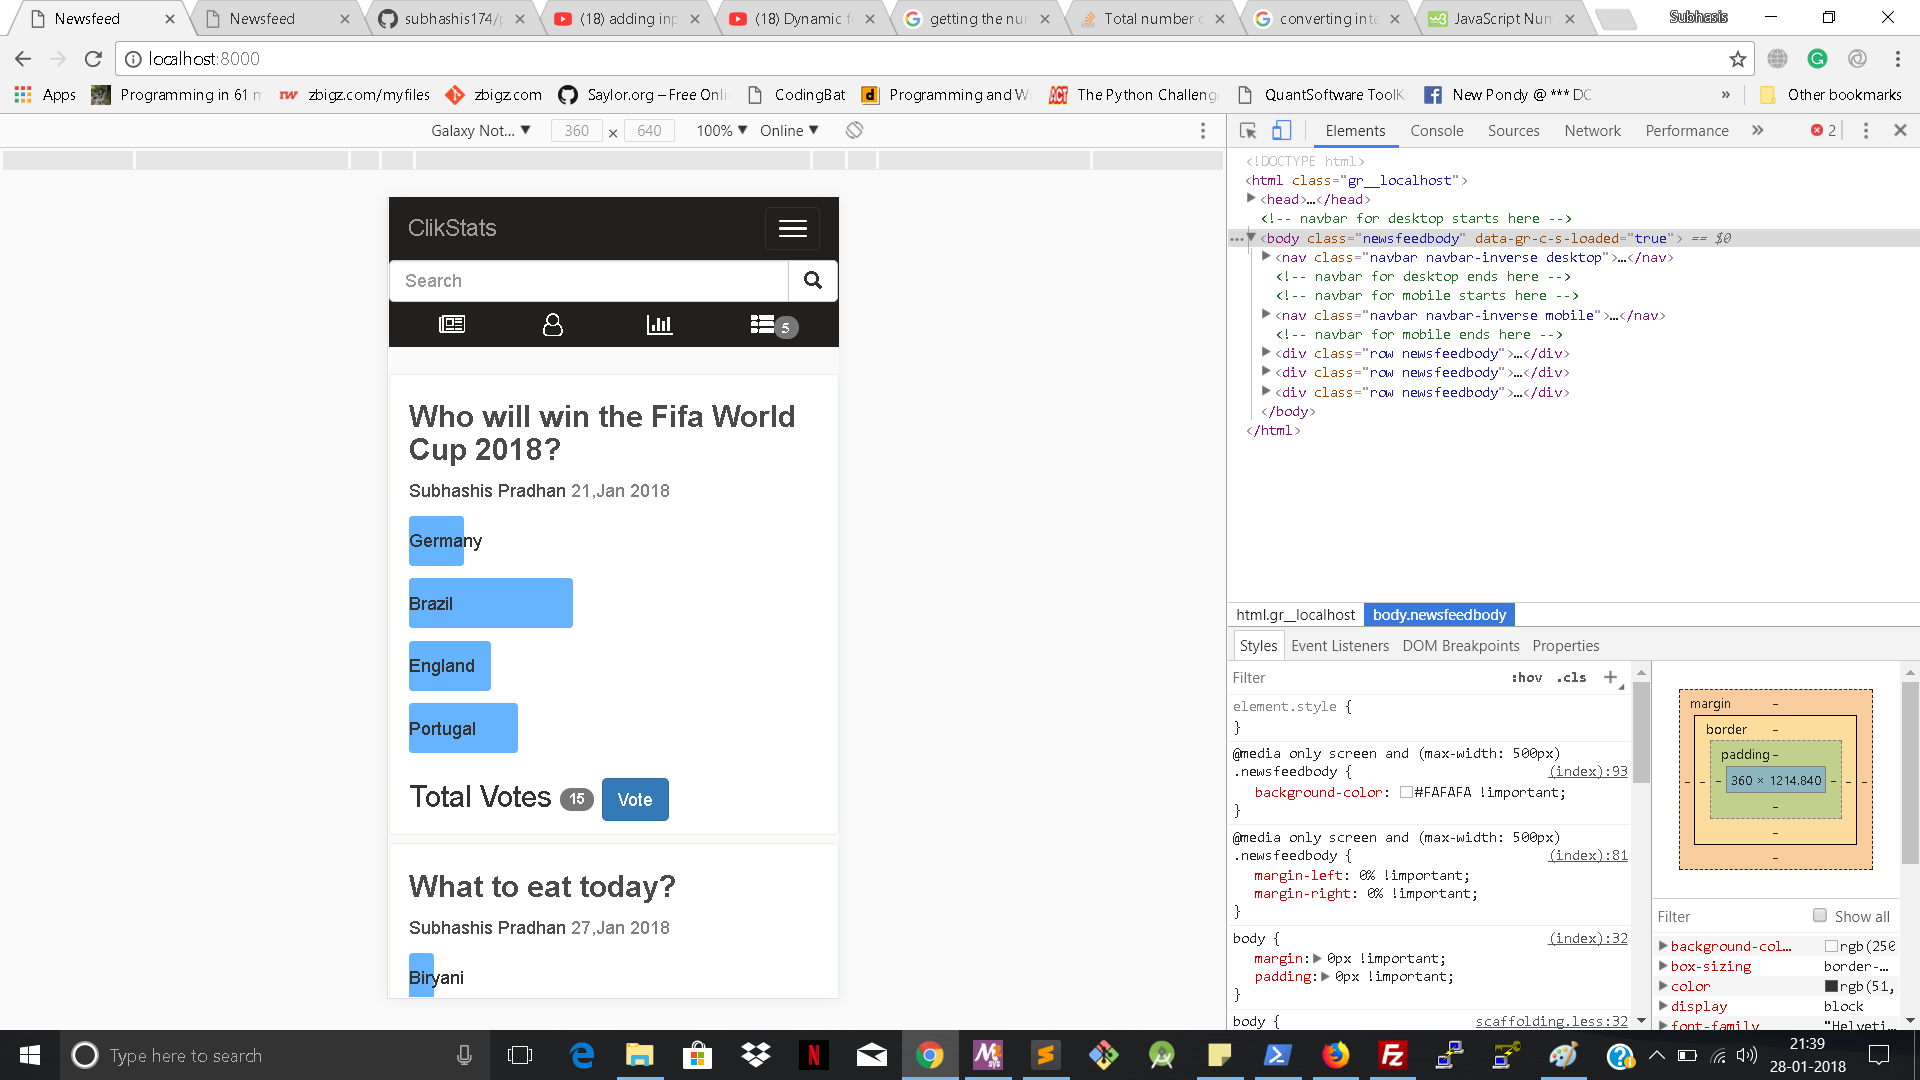 Newsfeed
Newsfeed
subhashis174/p
(18) adding inp
(18) Dynamic f
getting the nu
Total number o
converting inte
JavaScript Num
Subhasis
localhost:8000
Apps
Programming in 61 m
zbigz.com/myfiles
zbigz.com
Saylor.org – Free Onli
CodingBat
Programming and W
The Python Challeng
QuantSoftware ToolK
New Pondy @ *** DC
»
Other bookmarks
Galaxy Not... ▼
360 × 640
100% ▼
Online ▼
Elements
Console
Sources
Network
Performance
»
2
ClikStats
Search
5
Who will win the Fifa World
Cup 2018?
Subhashis Pradhan 21,Jan 2018
Germany
Brazil
England
Portugal
Total Votes 15 Vote
What to eat today?
Subhashis Pradhan 27,Jan 2018
Biryani
<!DOCTYPE html>
<html class="gr__localhost">
<head>…</head>
<!-- navbar for desktop starts here -->
<body class="newsfeedbody" data-gr-c-s-loaded="true"> == $0
<nav class="navbar navbar-inverse desktop">…</nav>
<!-- navbar for desktop ends here -->
<!-- navbar for mobile starts here -->
<nav class="navbar navbar-inverse mobile">…</nav>
<!-- navbar for mobile ends here -->
<div class="row newsfeedbody">…</div>
<div class="row newsfeedbody">…</div>
<div class="row newsfeedbody">…</div>
</body>
</html>
html.gr__localhost
body.newsfeedbody
Styles
Event Listeners
DOM Breakpoints
Properties
Filter
:hov .cls +
element.style {
}
@media only screen and (max-width: 500px)
.newsfeedbody { (index):93
background-color: #FAFAFA !important;
}
@media only screen and (max-width: 500px)
.newsfeedbody { (index):81
margin-left: 0% !important;
margin-right: 0% !important;
}
body { (index):32
margin: 0px !important;
padding: 0px !important;
}
body { scaffolding.less:32
margin –
border –
padding –
360 × 1214.840
Filter
Show all
background-col… rgb(250
box-sizing border-…
color rgb(51,
display block
font-family "Helveti
Type here to search
21:39
28-01-2018